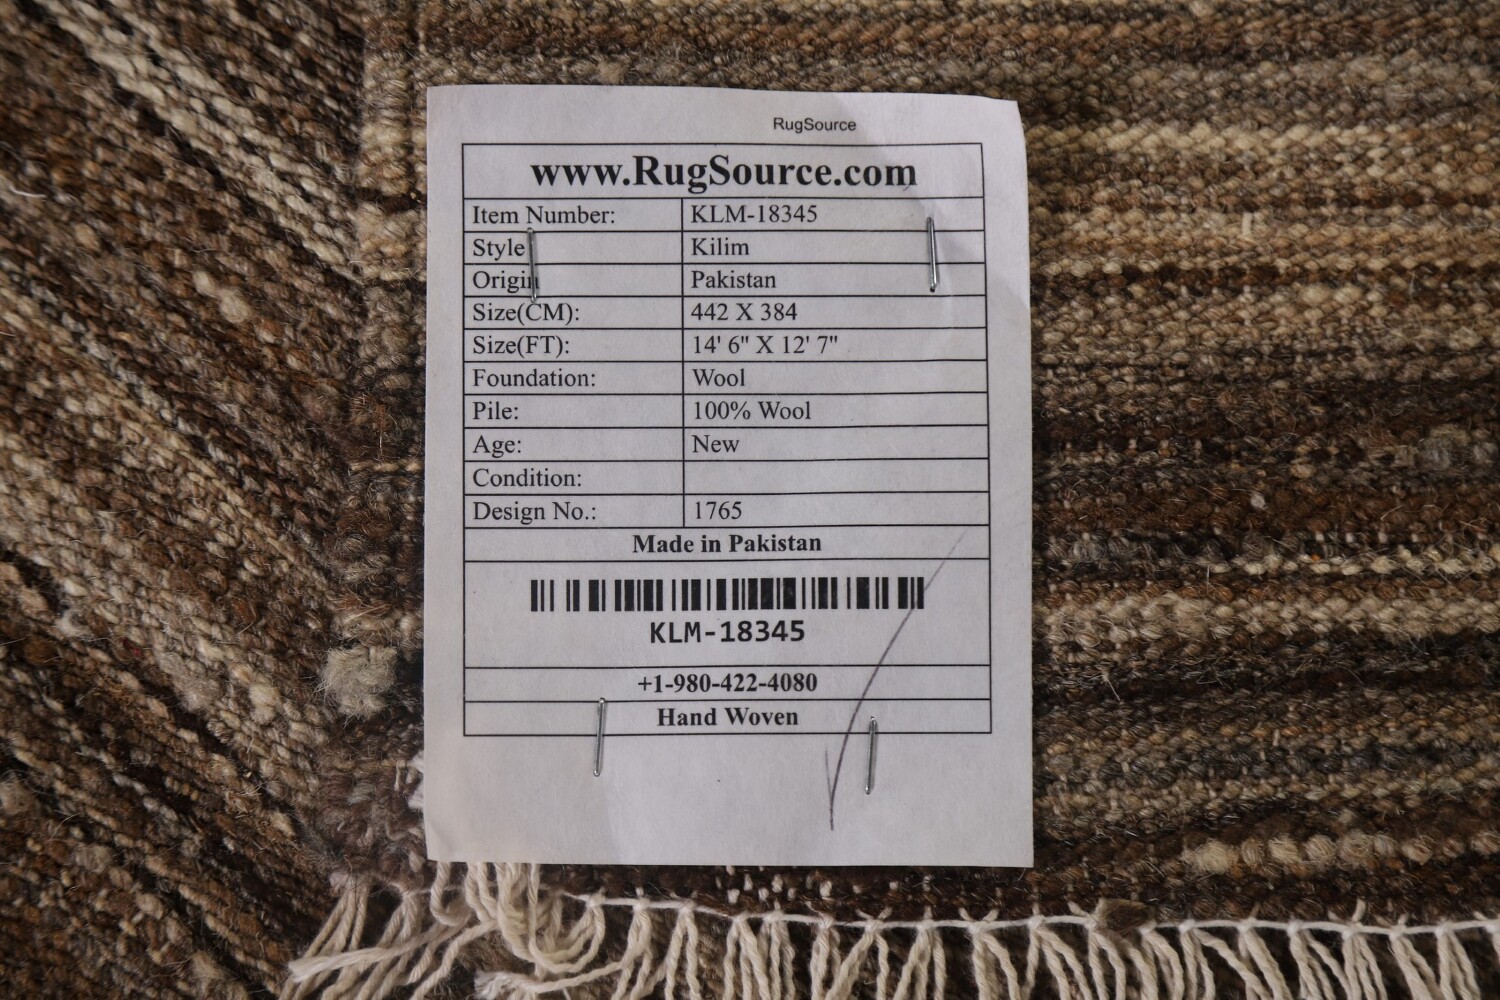 RugSource
www.RugSource.com
Item Number: KLM-18345
Style Kilim
Origin Pakistan
Size(CM): 442 X 384
Size(FT): 14' 6" X 12' 7"
Foundation: Wool
Pile: 100% Wool
Age: New
Condition:
Design No.: 1765
Made in Pakistan
KLM-18345
+1-980-422-4080
Hand Woven